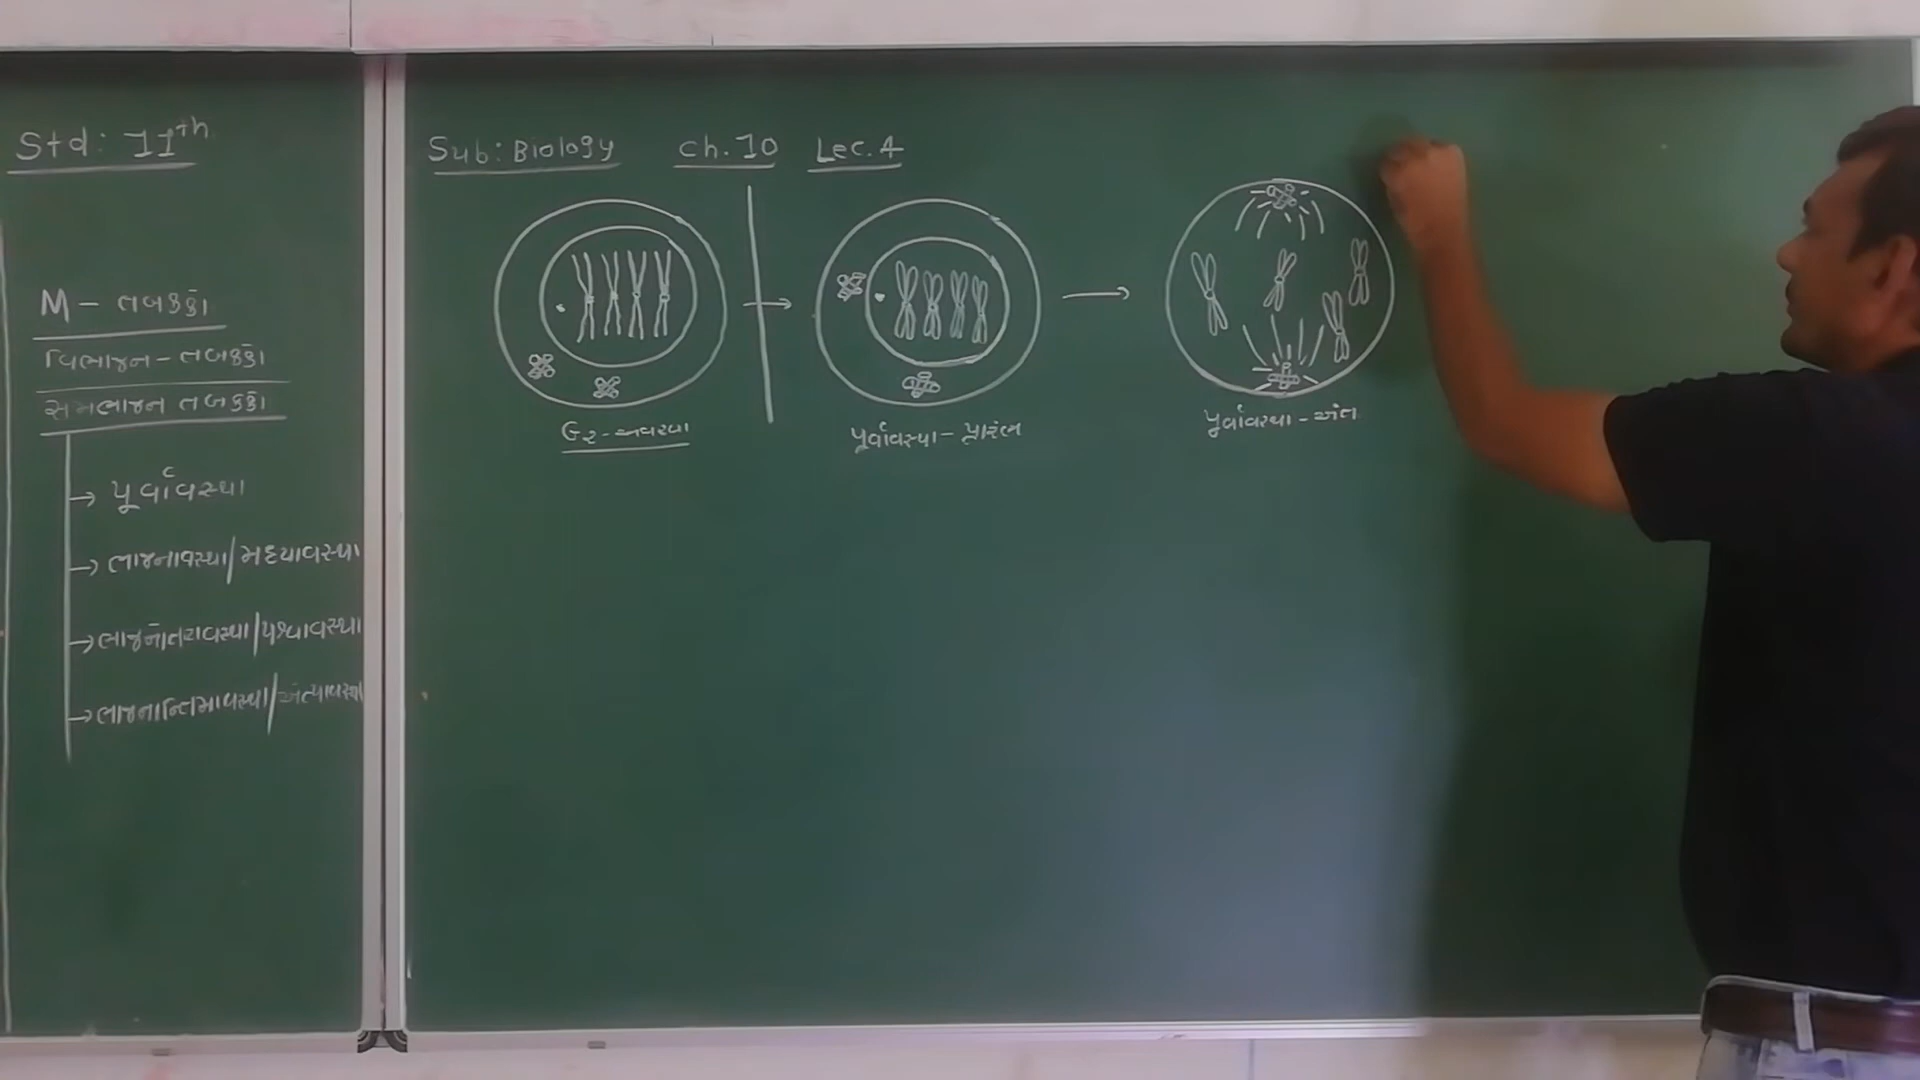 Std: 11th
M - તબક્કો
વિભાજન - તબક્કો
સમભાજન તબક્કો
→ પૂર્વાવસ્થા
→ ભાજનાવસ્થા/મધ્યાવસ્થા
→ ભાજનોત્તરાવસ્થા/પશ્ચાવસ્થા
→ ભાજનાન્તિમાવસ્થા/અંત્યાવસ્થા
Sub: Biology Ch. 10 Lec. 4
G2 - અવસ્થા
પૂર્વાવસ્થા - પ્રારંભ
પૂર્વાવસ્થા - અંત